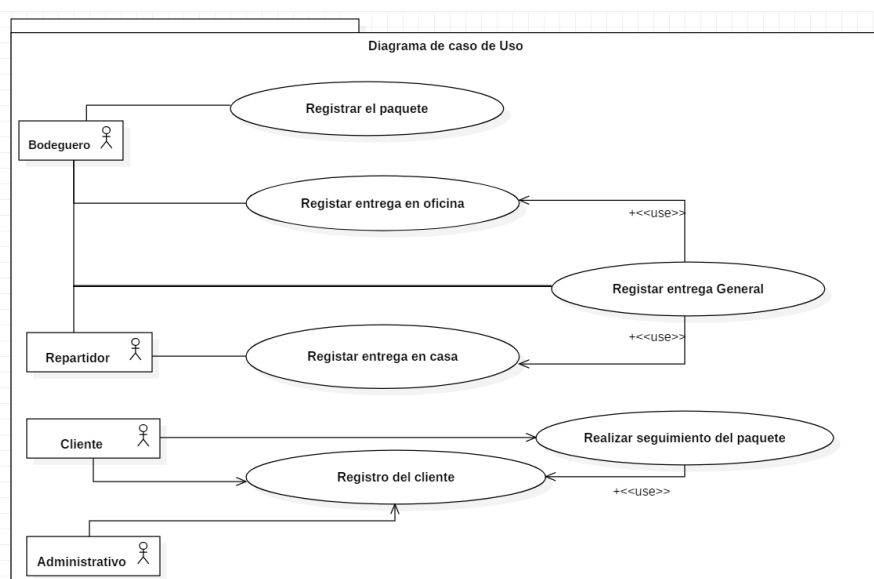 Diagrama de caso de Uso
Registrar el paquete
Bodeguero
Registar entrega en oficina
+<<use>>
Registar entrega General
+<<use>>
Repartidor
Registar entrega en casa
Cliente
Realizar seguimiento del paquete
Registro del cliente
+<<use>>
Administrativo